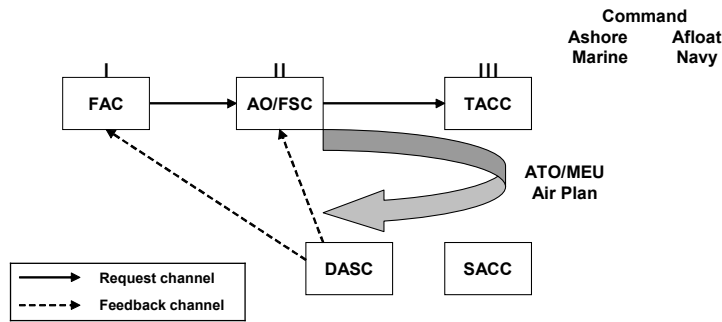 Command
Ashore Afloat
Marine Navy
I II III
FAC AO/FSC TACC
ATO/MEU
Air Plan
DASC SACC
Request channel
Feedback channel